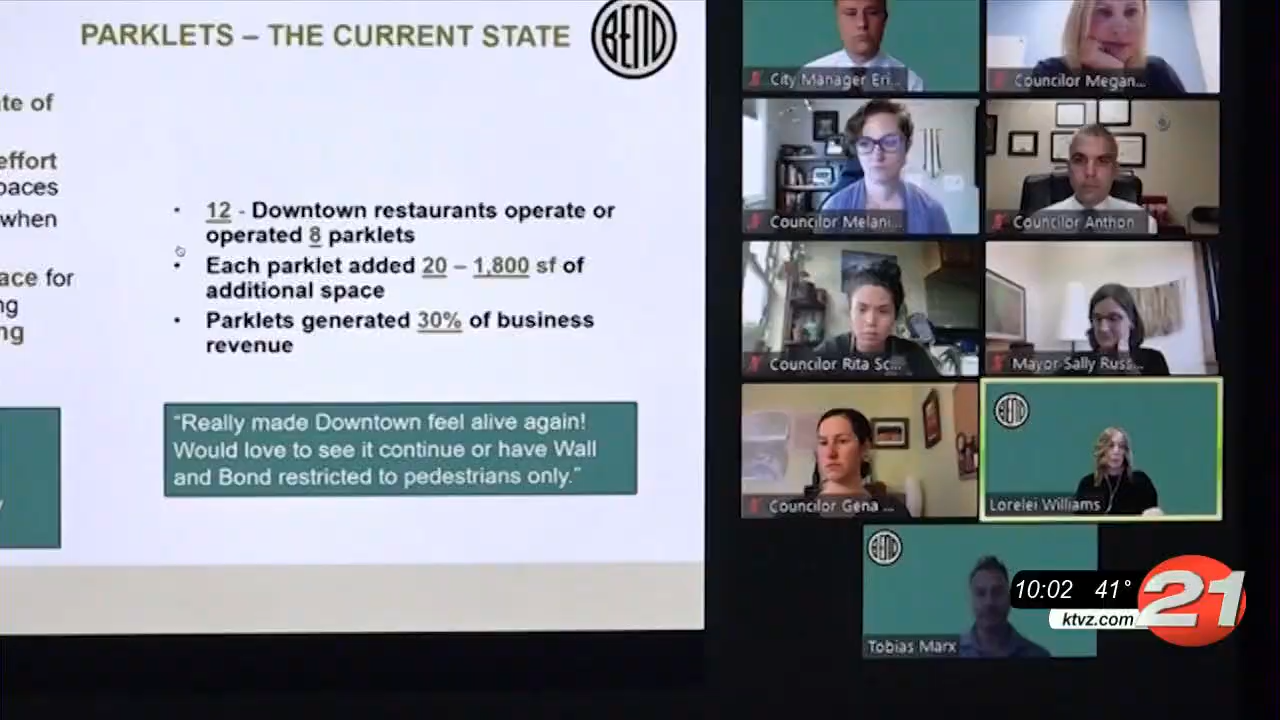 PARKLETS – THE CURRENT STATE
BEND
te of
effort
paces
when
ace for
ng
ng
· 12 - Downtown restaurants operate or
operated 8 parklets
· Each parklet added 20 – 1,800 sf of
additional space
· Parklets generated 30% of business
revenue
"Really made Downtown feel alive again!
Would love to see it continue or have Wall
and Bond restricted to pedestrians only."
City Manager Eri...
Councilor Megan...
Councilor Melani...
Councilor Anthon
Councilor Rita Sc...
Mayor Sally Russ...
Councilor Gena ...
BEND
Lorelei Williams
BEND
Tobias Marx
10:02 41°
ktvz.com
21